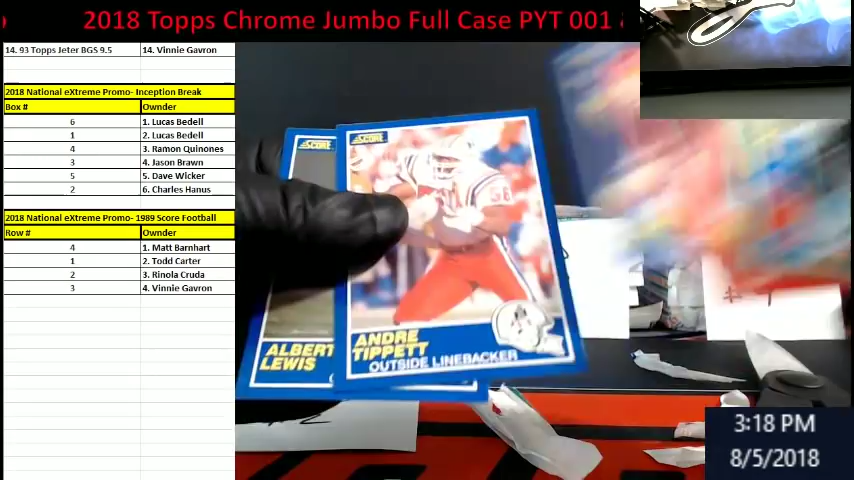 2018 Topps Chrome Jumbo Full Case PYT 001
14. 93 Topps Jeter BGS 9.5 14. Vinnie Gavron
2018 National eXtreme Promo- Inception Break
Box # Ownder
6 1. Lucas Bedell
1 2. Lucas Bedell
4 3. Ramon Quinones
3 4. Jason Brawn
5 5. Dave Wicker
2 6. Charles Hanus
2018 National eXtreme Promo- 1989 Score Football
Row # Ownder
4 1. Matt Barnhart
1 2. Todd Carter
2 3. Rinola Cruda
3 4. Vinnie Gavron
SCORE
SCORE
56
ALBERT
LEWIS
ANDRE
TIPPETT
OUTSIDE LINEBACKER
3:18 PM
8/5/2018